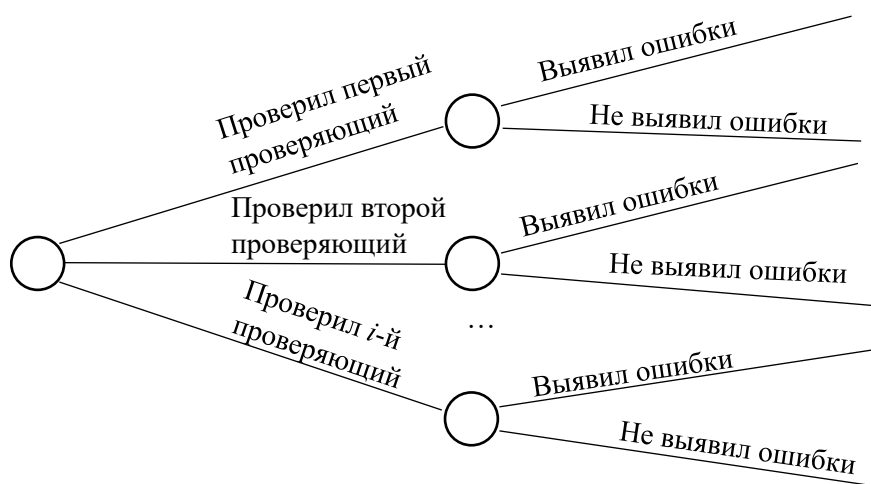 Выявил ошибки
Проверил первый
проверяющий
Не выявил ошибки
Выявил ошибки
Проверил второй
проверяющий
Не выявил ошибки
Проверил i-й
проверяющий
…
Выявил ошибки
Не выявил ошибки